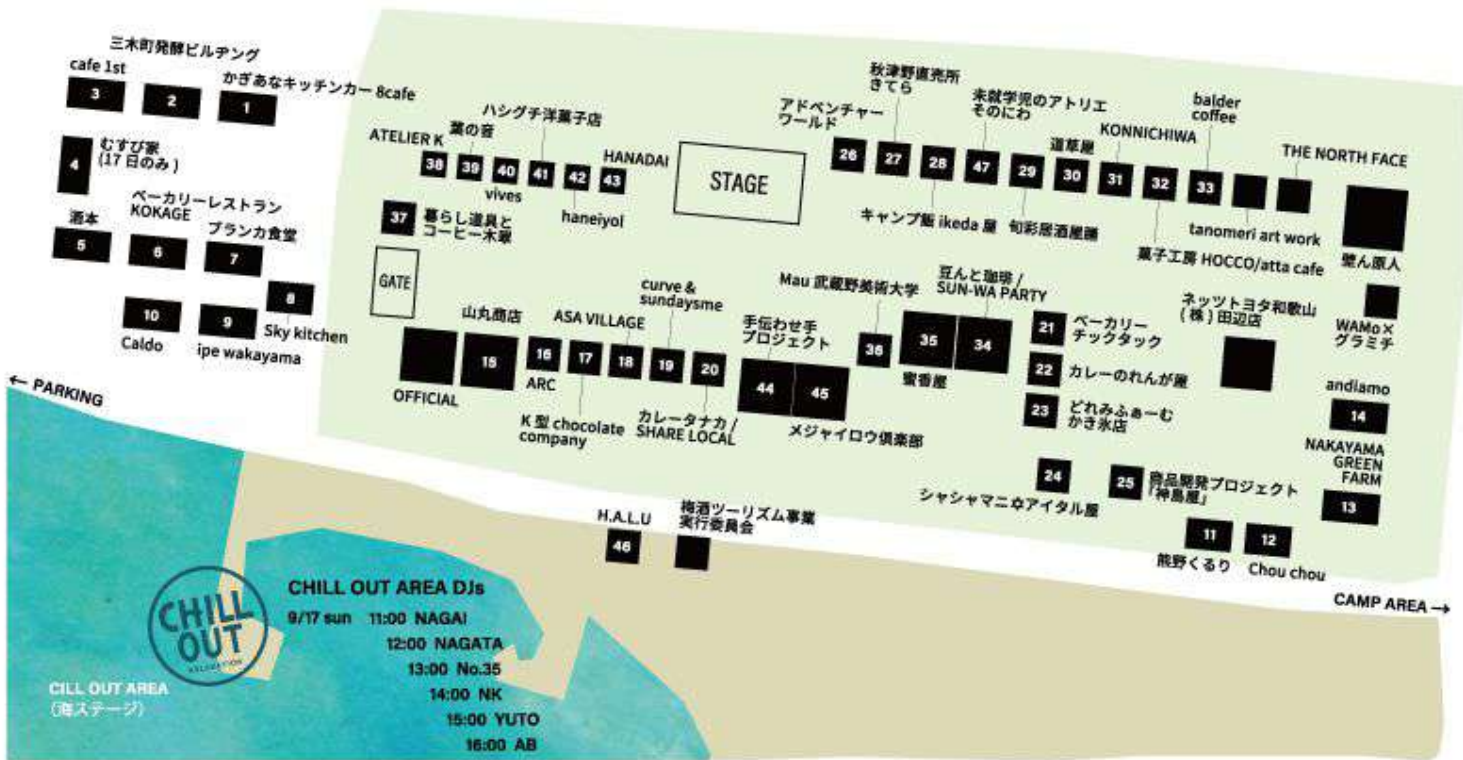 三木町発酵ビルヂング
cafe 1st
かぎあなキッチンカー 8cafe
3
2
1
4
むすび家
(17 日のみ )
ベーカリーレストラン
KOKAGE
酒本
ブランカ食堂
5
6
7
8
10
9
Sky kitchen
Caldo
ipe wakayama
← PARKING
ハシグチ洋菓子店
葉の音
ATELIER K
HANADAI
38
39
40
41
42
43
vives
haneiyol
37
暮らし道具と
コーヒー木
GATE
STAGE
秋津野直売所
きてら
アドベンチャー
ワールド
未就学児のアトリエ
そのにわ
道草屋
KONNICHIWA
balder
coffee
THE NORTH FACE
26
27
28
47
29
30
31
32
33
キャンプ飯 ikeda 屋
旬彩居酒屋
菓子工房 HOCCO/atta cafe
tanomeri art work
原人
WAMo×
グラミチ
山丸商店
ASA VILLAGE
curve &
sundaysme
手伝わせ手
プロジェクト
Mau 武蔵野美術大学
豆んと珈琲 /
SUN-WA PARTY
15
16
17
18
19
20
44
45
36
35
34
OFFICIAL
ARC
K 型 chocolate
company
カレータナカ /
SHARE LOCAL
メジャイロウ倶楽部
蜜香屋
21
ベーカリー
チックタック
22
カレーのれんが屋
23
どれみふぁーむ
かき氷店
ネッツトヨタ和歌山
( 株 ) 田辺店
andiamo
14
NAKAYAMA
GREEN
FARM
13
24
シャシャマニ✡アイタル屋
25
商品開発プロジェクト
「神島屋」
11
熊野くるり
12
Chou chou
CAMP AREA →
H.A.L.U
46
梅酒ツーリズム事業
実行委員会
CHILL
OUT
RELAXATION
CILL OUT AREA
(海ステージ)
CHILL OUT AREA DJs
9/17 sun 11:00 NAGAI
12:00 NAGATA
13:00 No.35
14:00 NK
15:00 YUTO
16:00 AB